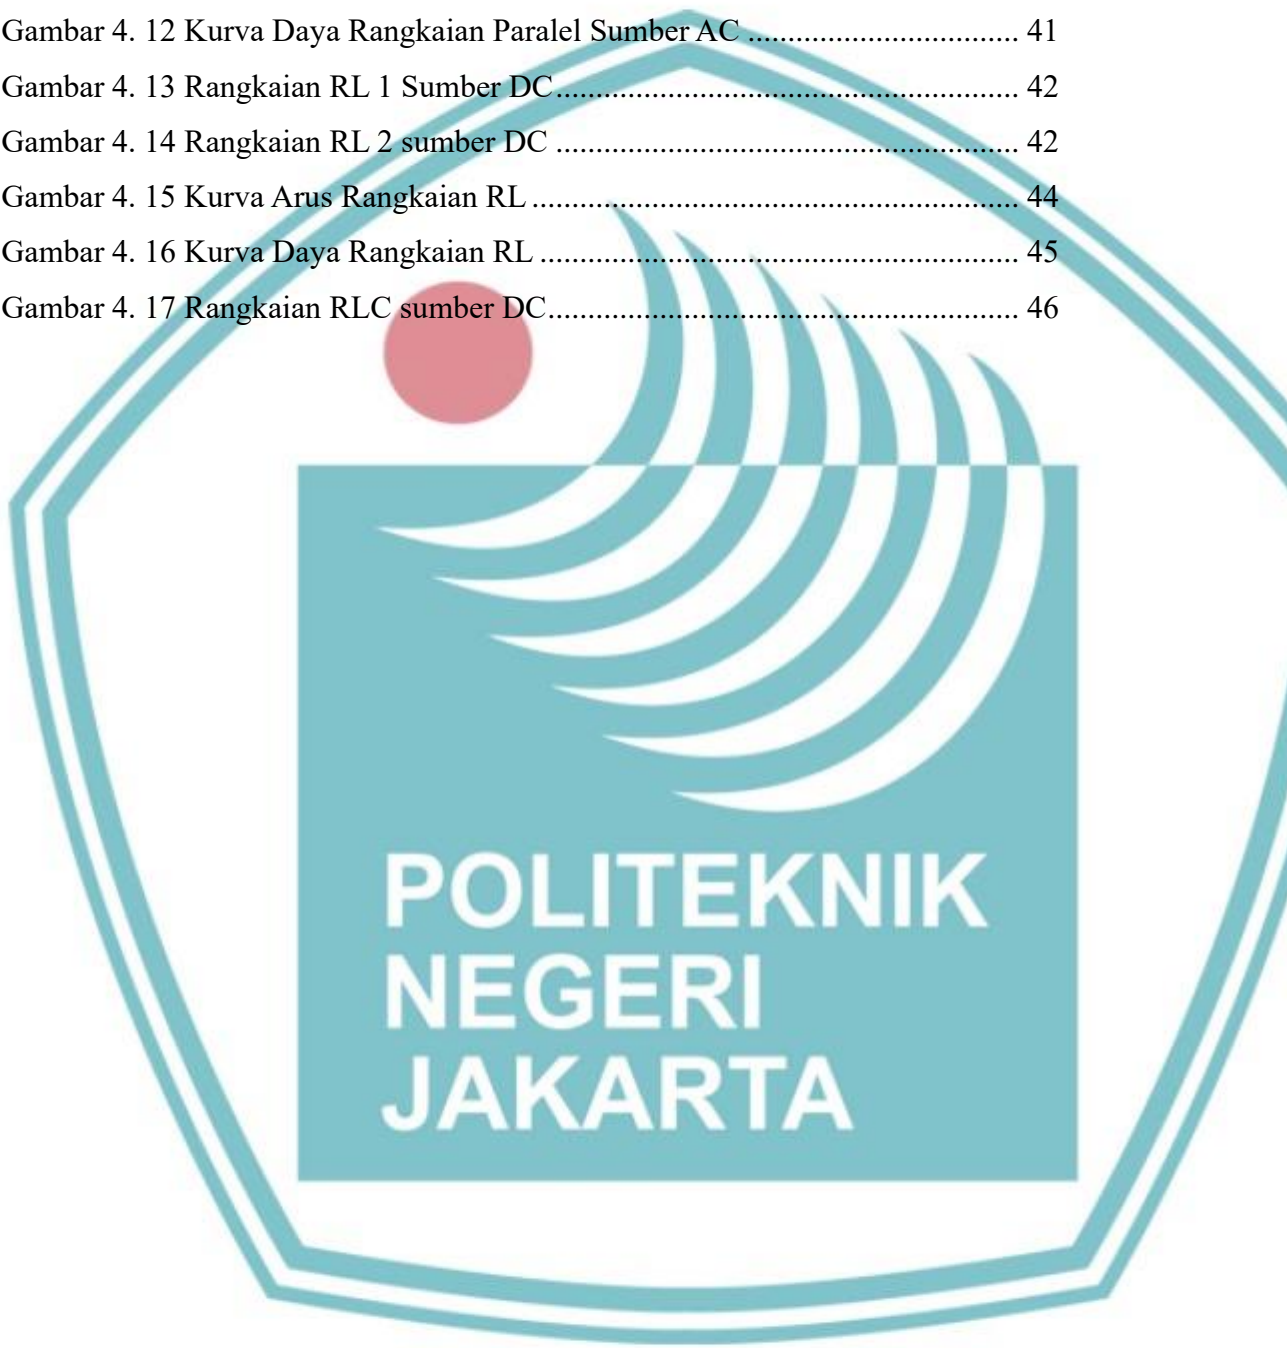 Gambar 4. 12 Kurva Daya Rangkaian Paralel Sumber AC .................................. 41
Gambar 4. 13 Rangkaian RL 1 Sumber DC.......................................................... 42
Gambar 4. 14 Rangkaian RL 2 sumber DC .......................................................... 42
Gambar 4. 15 Kurva Arus Rangkaian RL ............................................................. 44
Gambar 4. 16 Kurva Daya Rangkaian RL ............................................................ 45
Gambar 4. 17 Rangkaian RLC sumber DC........................................................... 46
POLITEKNIK
NEGERI
JAKARTA